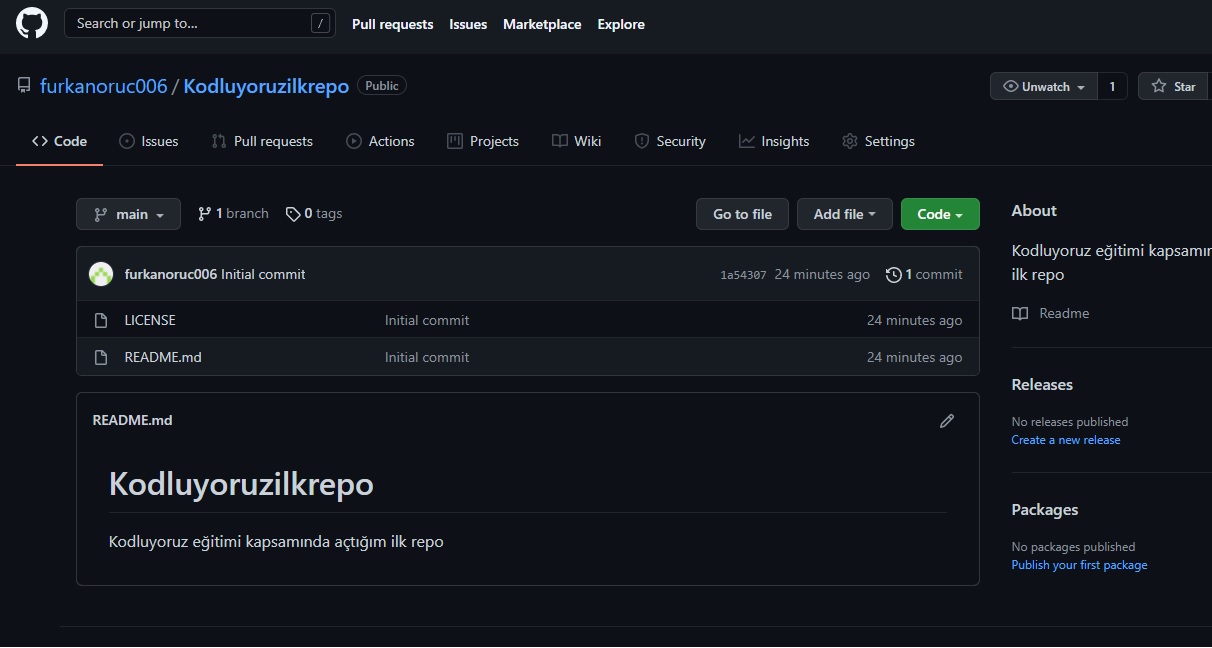 Search or jump to... /
Pull requests Issues Marketplace Explore
furkanoruc006 / Kodluyoruzilkrepo Public
Unwatch 1 Star
Code Issues Pull requests Actions Projects Wiki Security Insights Settings
main 1 branch 0 tags
Go to file Add file Code
furkanoruc006 Initial commit 1a54307 24 minutes ago 1 commit
LICENSE Initial commit 24 minutes ago
README.md Initial commit 24 minutes ago
README.md
Kodluyoruzilkrepo
Kodluyoruz eğitimi kapsamında açtığım ilk repo
About
Kodluyoruz eğitimi
ilk repo
Readme
Releases
No releases published
Create a new release
Packages
No packages published
Publish your first package